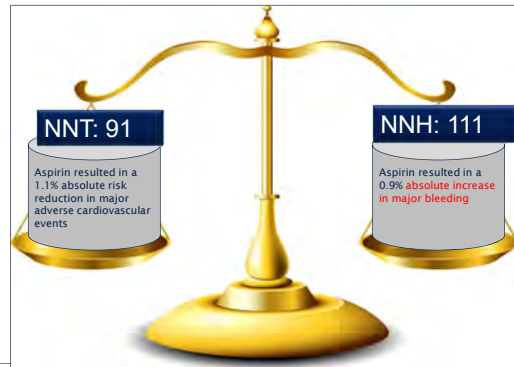 NNT: 91
Aspirin resulted in a
1.1% absolute risk
reduction in major
adverse cardiovascular
events
NNH: 111
Aspirin resulted in a
0.9% absolute increase
in major bleeding